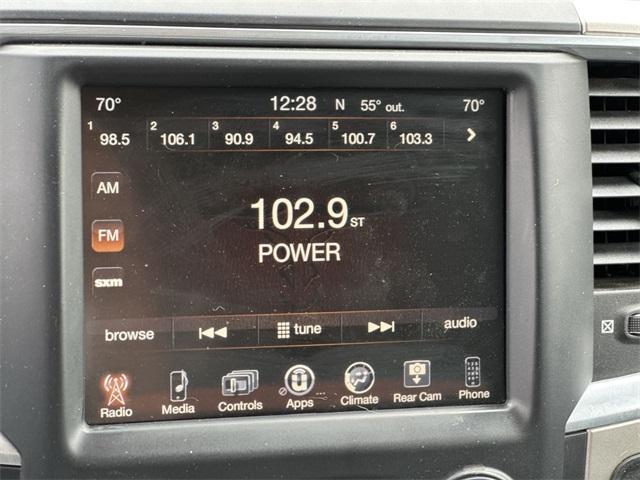 70° 12:28 N 55° out. 70°
1 98.5 2 106.1 3 90.9 4 94.5 5 100.7 6 103.3
AM
102.9 ST
FM
POWER
sxm
browse tune audio
Radio Media Controls Apps Climate Rear Cam Phone